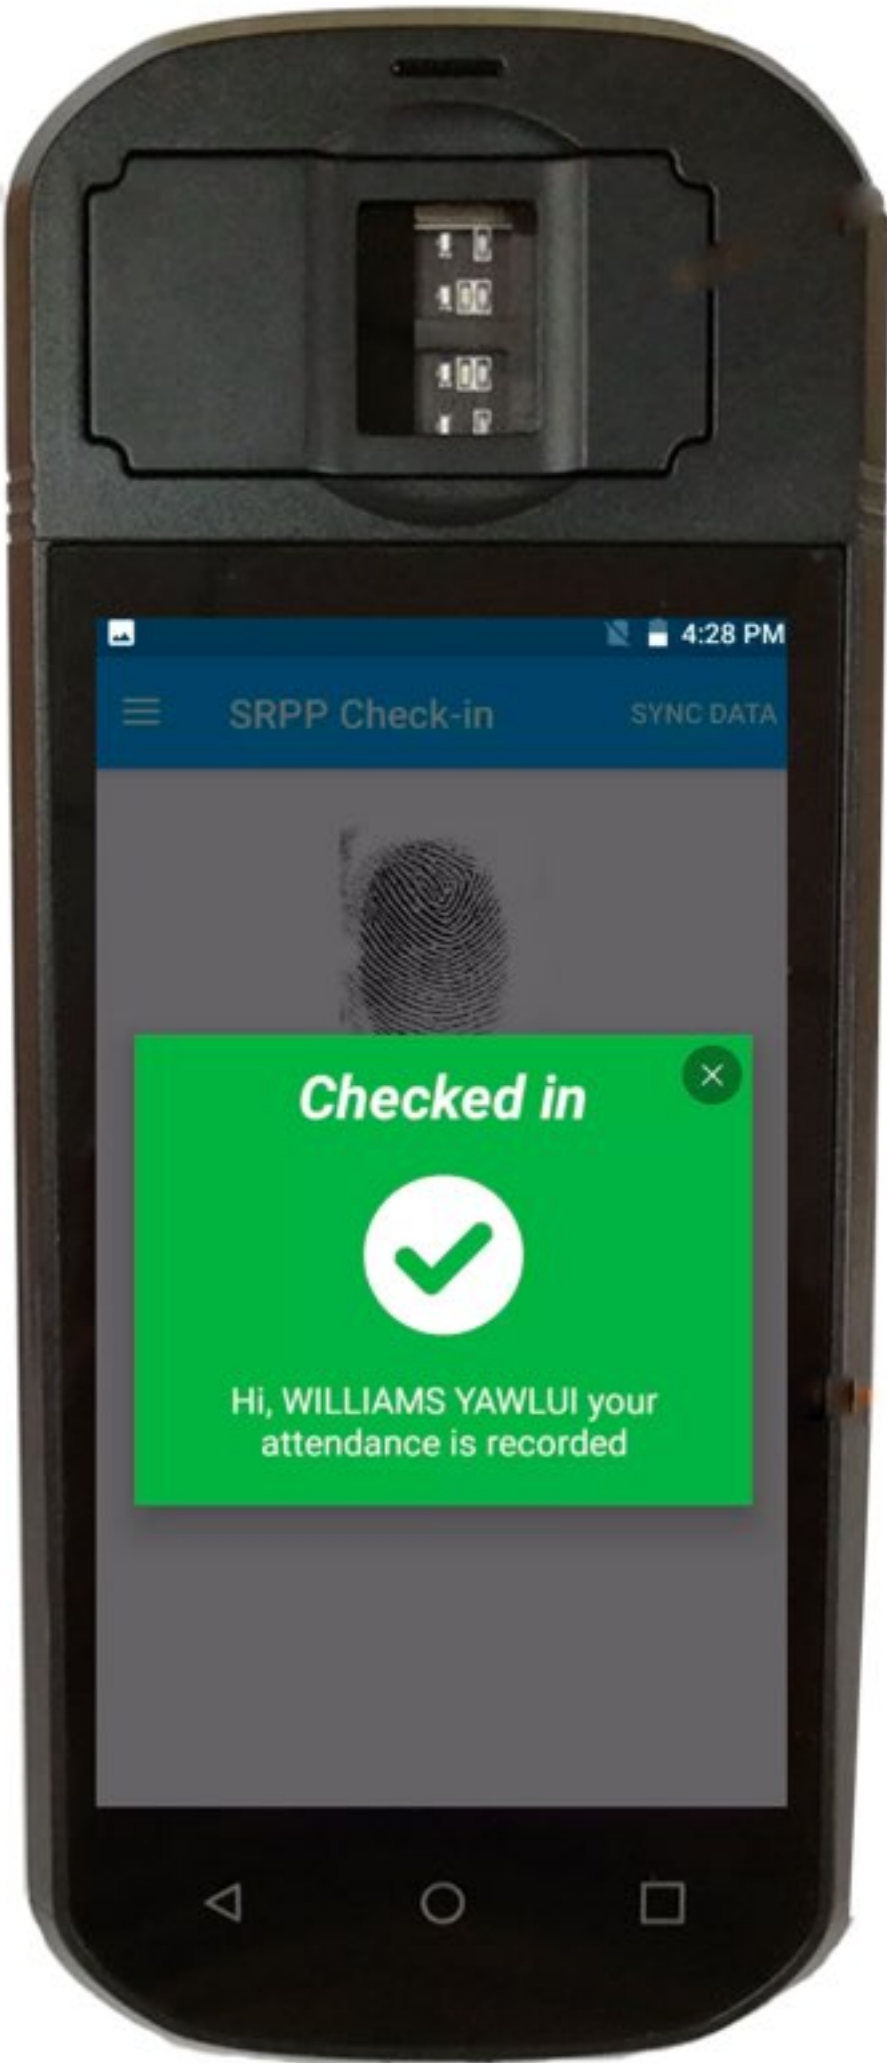 4:28 PM
SRPP Check-in
SYNC DATA
Checked in
Hi, WILLIAMS YAWLUI your
attendance is recorded